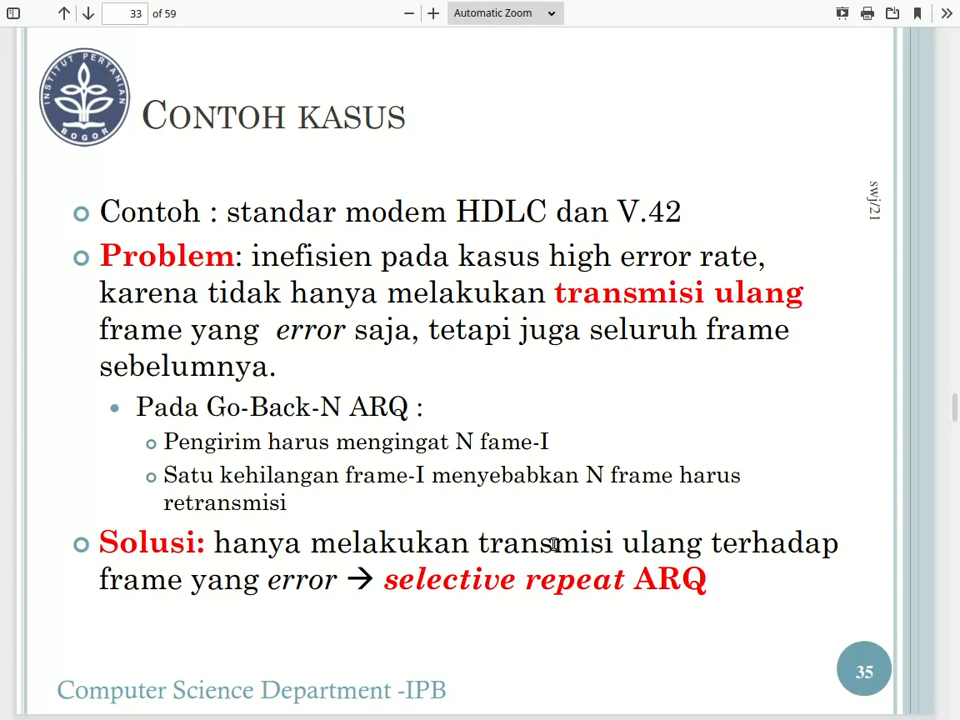 33 of 59
Automatic Zoom
INSTITUT PERTANIAN
BOGOR
CONTOH KASUS
swj/21
Contoh : standar modem HDLC dan V.42
Problem: inefisien pada kasus high error rate,
karena tidak hanya melakukan transmisi ulang
frame yang error saja, tetapi juga seluruh frame
sebelumnya.
Pada Go-Back-N ARQ :
Pengirim harus mengingat N fame-I
Satu kehilangan frame-I menyebabkan N frame harus
retransmisi
Solusi: hanya melakukan transmisi ulang terhadap
frame yang error → selective repeat ARQ
35
Computer Science Department -IPB